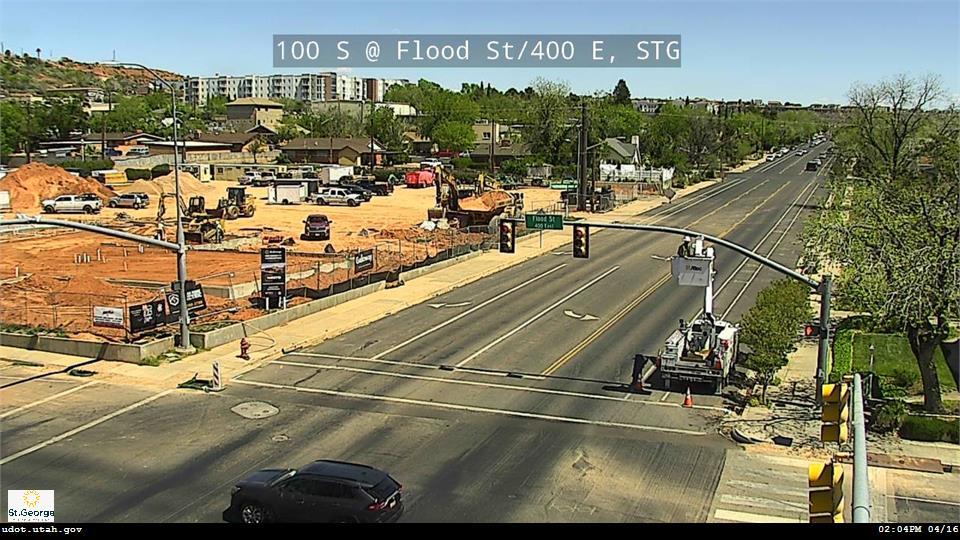 100 S @ Flood St/400 E, STG
Flood St
400 East
St.George
udot.utah.gov
02:04PM 04/16